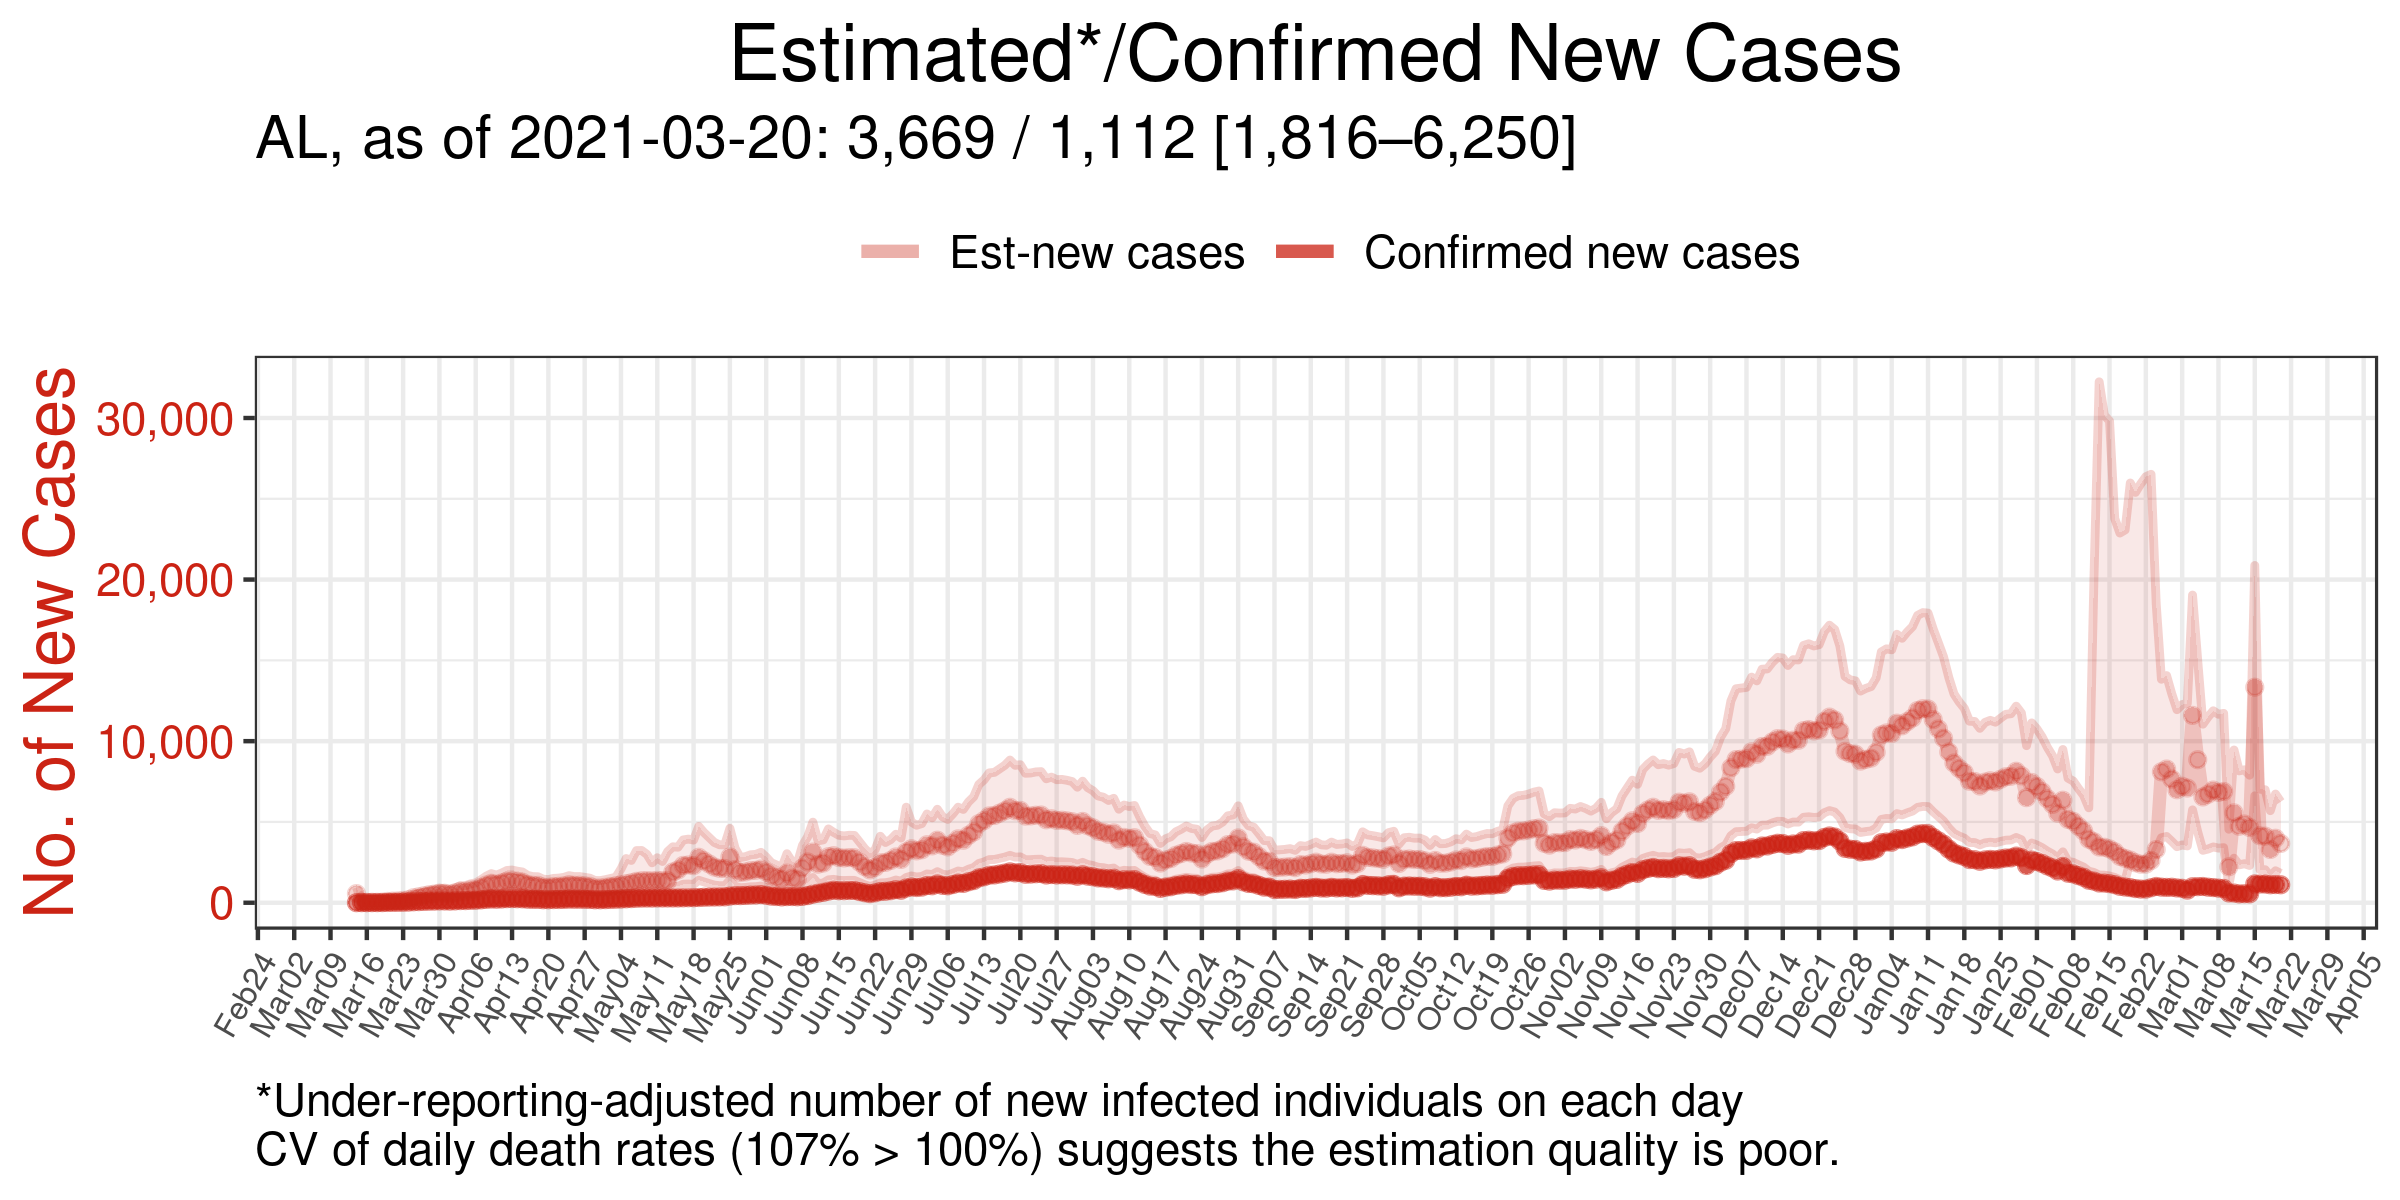 Estimated*/Confirmed New Cases
AL, as of 2021-03-20: 3,669 / 1,112 [1,816–6,250]
Est-new cases
Confirmed new cases
No. of New Cases
30,000
20,000
10,000
0
Feb24
Mar02
Mar09
Mar16
Mar23
Mar30
Apr06
Apr13
Apr20
Apr27
May04
May11
May18
May25
Jun01
Jun08
Jun15
Jun22
Jun29
Jul06
Jul13
Jul20
Jul27
Aug03
Aug10
Aug17
Aug24
Aug31
Sep07
Sep14
Sep21
Sep28
Oct05
Oct12
Oct19
Oct26
Nov02
Nov09
Nov16
Nov23
Nov30
Dec07
Dec14
Dec21
Dec28
Jan04
Jan11
Jan18
Jan25
Feb01
Feb08
Feb15
Feb22
Mar01
Mar08
Mar15
Mar22
Mar29
Apr05
*Under-reporting-adjusted number of new infected individuals on each day
CV of daily death rates (107% > 100%) suggests the estimation quality is poor.